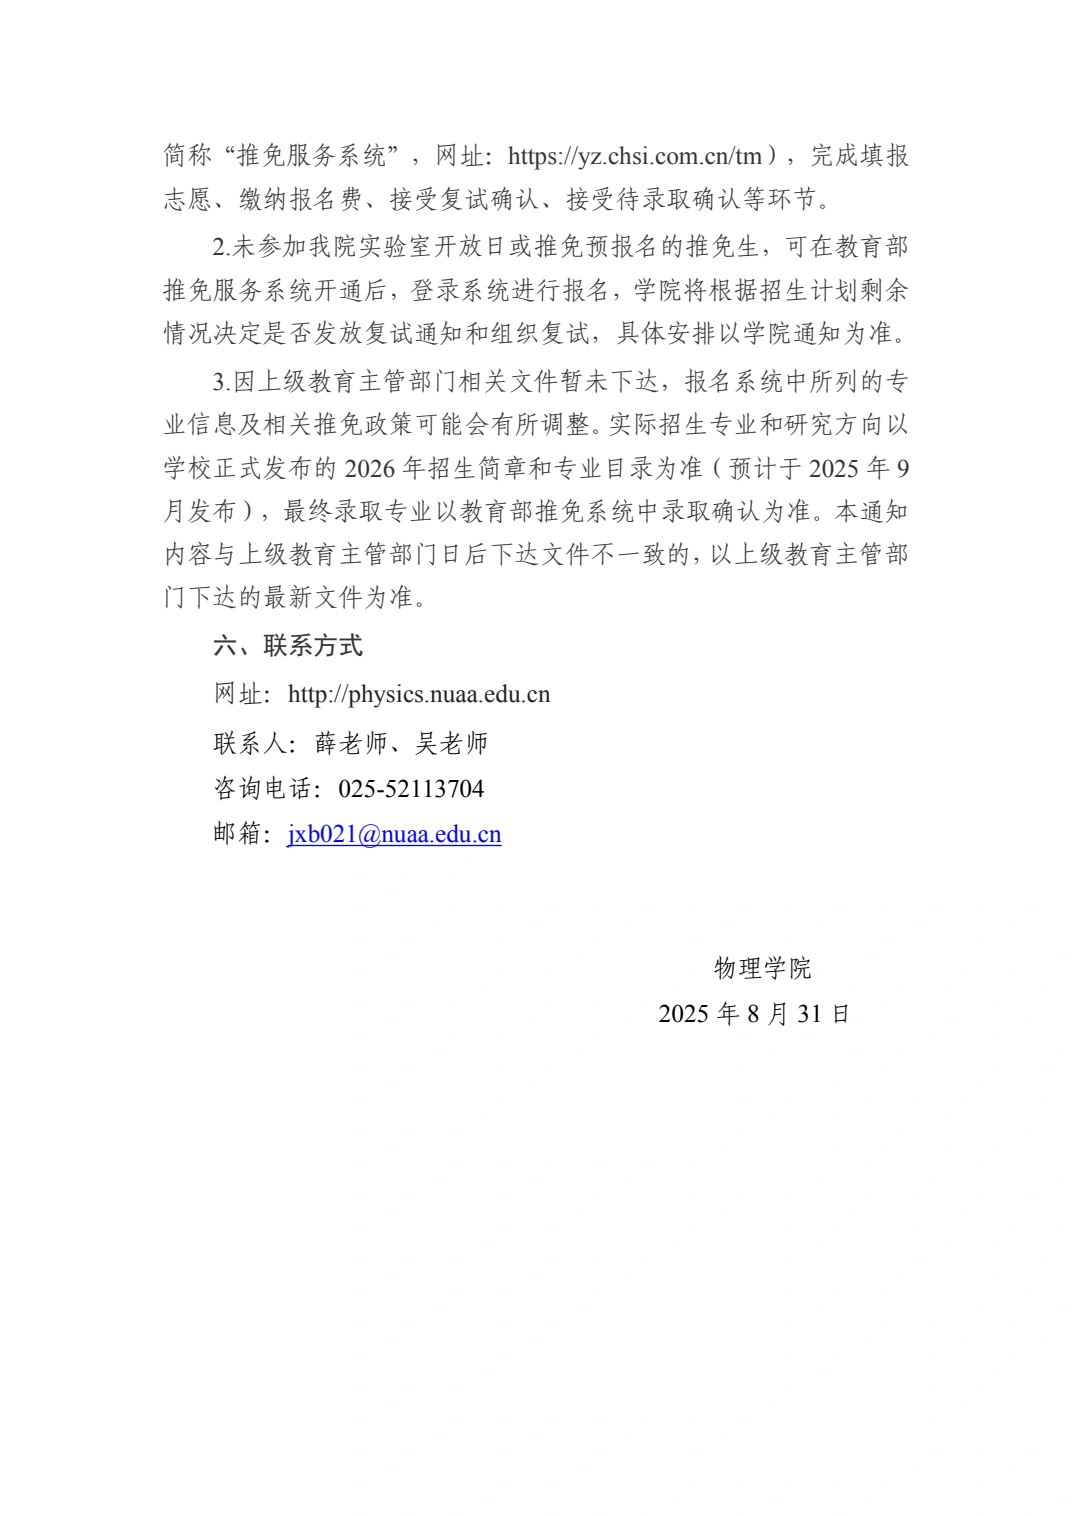 简称“推免服务系统”，网址：https://yz.chsi.com.cn/tm），完成填报
志愿、缴纳报名费、接受复试确认、接受待录取确认等环节。
2.未参加我院实验室开放日或推免预报名的推免生，可在教育部
推免服务系统开通后，登录系统进行报名，学院将根据招生计划剩余
情况决定是否发放复试通知和组织复试，具体安排以学院通知为准。
3.因上级教育主管部门相关文件暂未下达，报名系统中所列的专
业信息及相关推免政策可能会有所调整。实际招生专业和研究方向以
学校正式发布的 2026 年招生简章和专业目录为准（预计于 2025 年 9
月发布），最终录取专业以教育部推免系统中录取确认为准。本通知
内容与上级教育主管部门日后下达文件不一致的，以上级教育主管部
门下达的最新文件为准。
六、联系方式
网址：http://physics.nuaa.edu.cn
联系人：薛老师、吴老师
咨询电话：025-52113704
邮箱：jxb021@nuaa.edu.cn
物理学院
2025 年 8 月 31 日